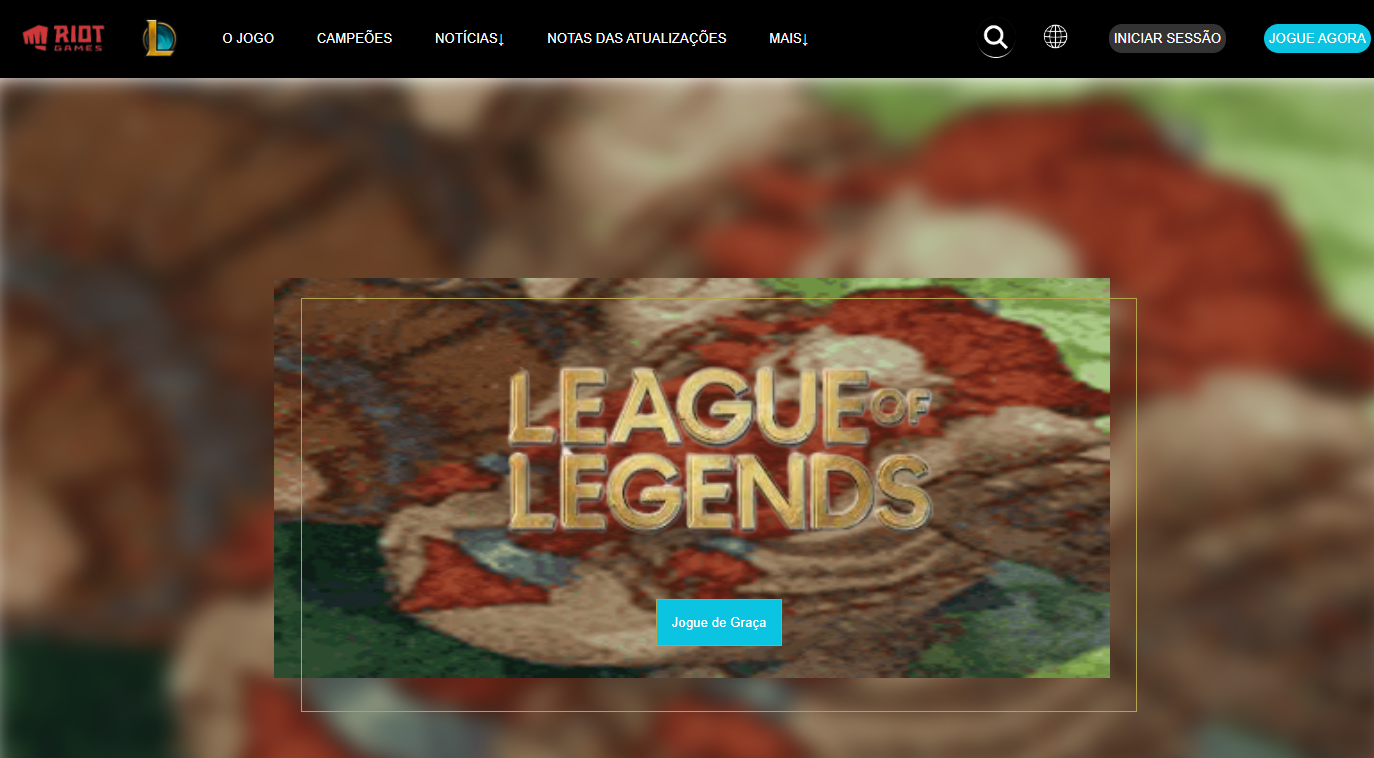 RIOT
GAMES
L
O JOGO
CAMPEÕES
NOTÍCIAS↓
NOTAS DAS ATUALIZAÇÕES
MAIS↓
INICIAR SESSÃO
JOGUE AGORA
LEAGUE OF
LEGENDS
Jogue de Graça